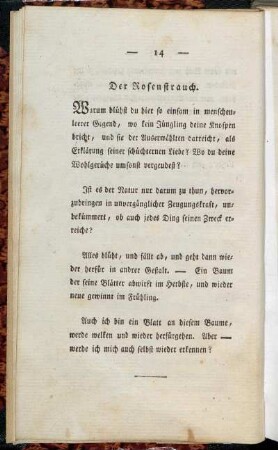 — 14 —
Der Rosenstrauch.
Warum blühst du hier so einsam in menschen-
leerer Gegend, wo kein Jüngling deine Knospen
bricht, und sie der Auserwählten darreicht, als
Erklärung seiner schüchternen Liebe? Wo du deine
Wohlgerüche umsonst vergeudest?
Ist es der Natur nur darum zu thun, hervor-
zubringen in unvergänglicher Zeugungskraft, un-
bekümmert, ob auch jedes Ding seinen Zweck er-
reiche?
Alles blüht, und fällt ab, und geht dann wie-
der herfür in andrer Gestalt. — Ein Baum
der seine Blätter abwirft im Herbste, und wieder
neue gewinnt im Frühling.
Auch ich bin ein Blatt an diesem Baume,
werde welken und wieder herfürgehen. Aber —
werde ich mich auch selbst wieder erkennen?